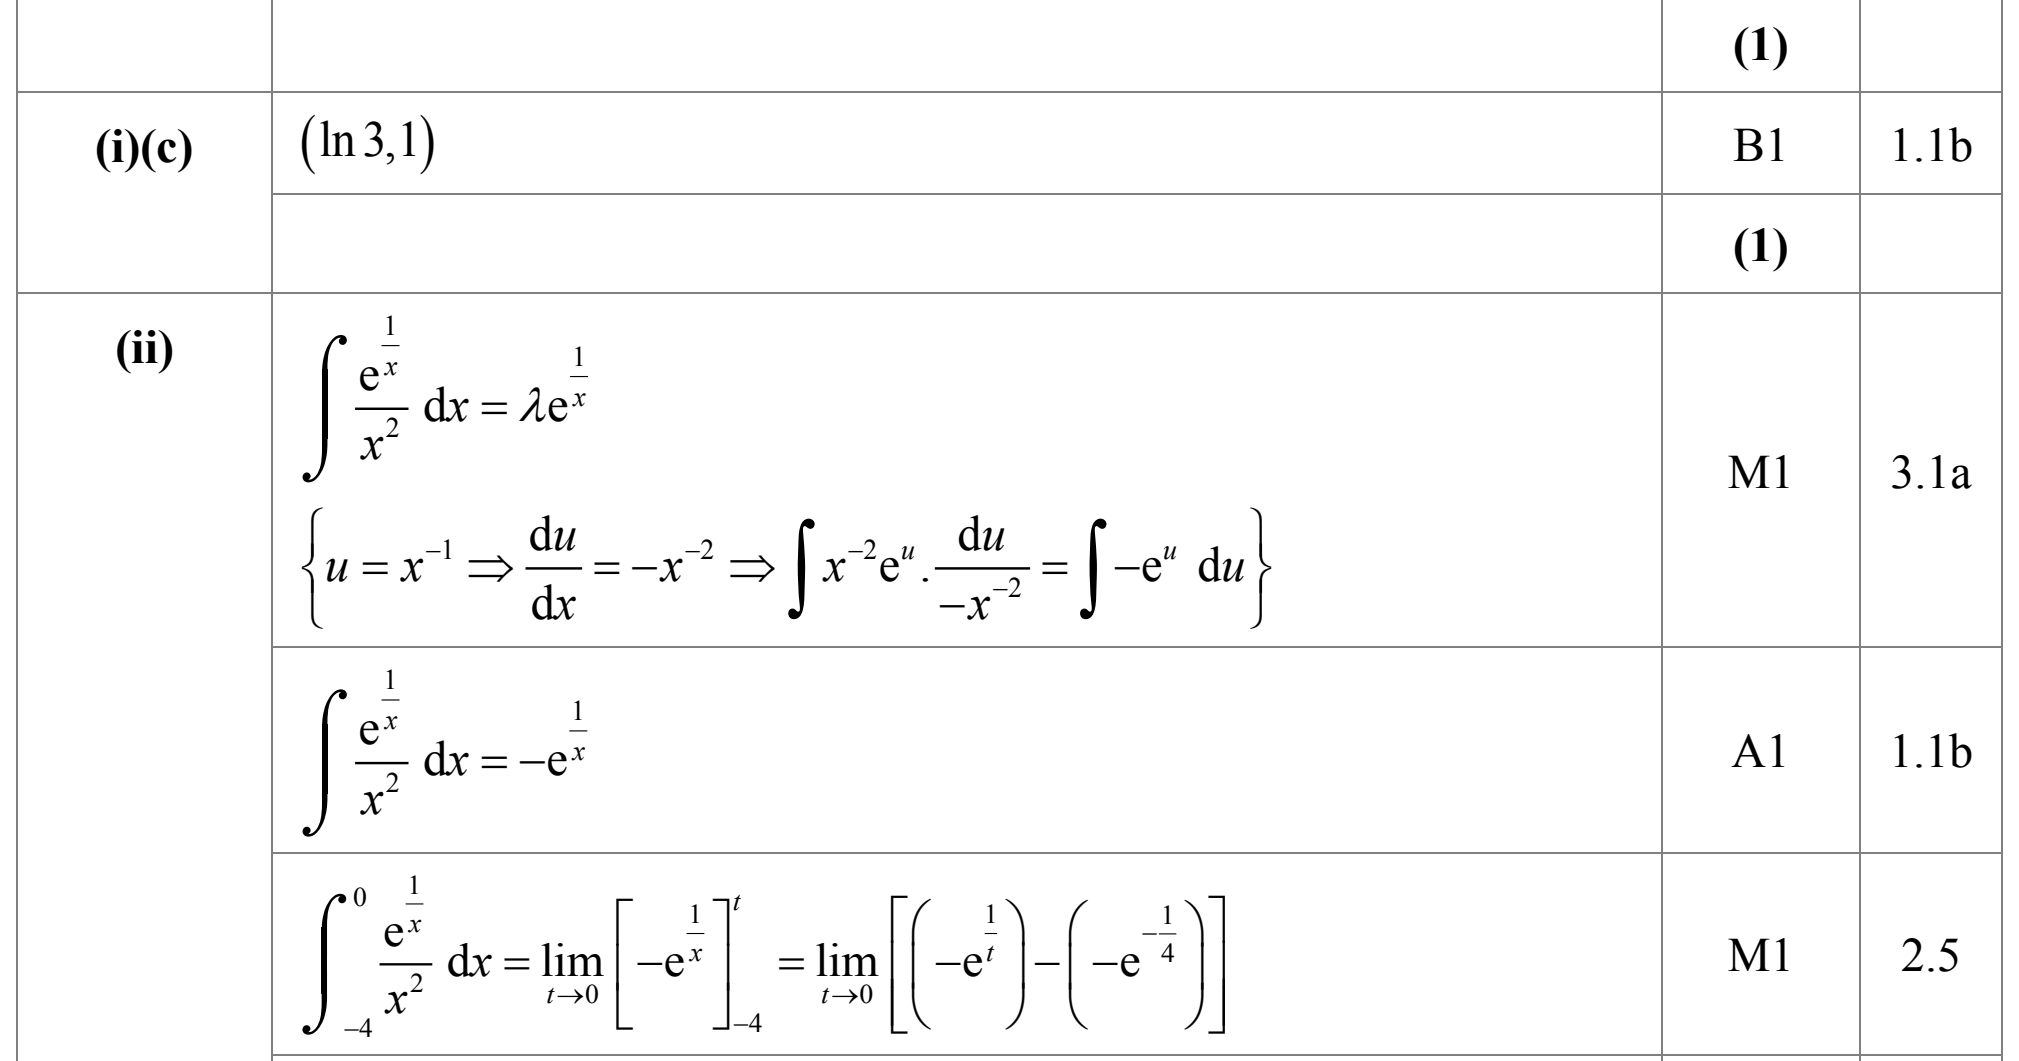 (1)
(i)(c) (ln 3,1) B1 1.1b
(1)
(ii) ∫ e^(1/x)/x² dx = λe^(1/x)
{u = x⁻¹ ⇒ du/dx = −x⁻² ⇒ ∫ x⁻²eᵘ. du/−x⁻² = ∫ −eᵘ du} M1 3.1a
∫ e^(1/x)/x² dx = −e^(1/x) A1 1.1b
∫₋₄⁰ e^(1/x)/x² dx = lim t→0 [−e^(1/x)]₋₄ᵗ = lim t→0 [(−e^(1/t)) − (−e^(−1/4))] M1 2.5